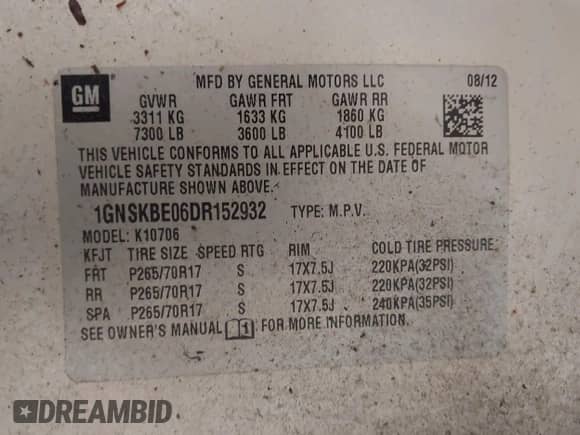 GM
MFD BY GENERAL MOTORS LLC 08/12
GVWR GAWR FRT GAWR RR
3311 KG 1633 KG 1860 KG
7300 LB 3600 LB 4100 LB
THIS VEHICLE CONFORMS TO ALL APPLICABLE U.S. FEDERAL MOTOR
VEHICLE SAFETY STANDARDS IN EFFECT ON THE DATE OF
MANUFACTURE SHOWN ABOVE.
1GNSKBE06DR152932 TYPE: M.P.V.
MODEL: K10706
KFJT TIRE SIZE SPEED RTG RIM COLD TIRE PRESSURE
FRT P265/70R17 S 17X7.5J 220KPA(32PSI)
RR P265/70R17 S 17X7.5J 220KPA(32PSI)
SPA P265/70R17 S 17X7.5J 240KPA(35PSI)
SEE OWNER'S MANUAL 1 FOR MORE INFORMATION.
DREAMBID